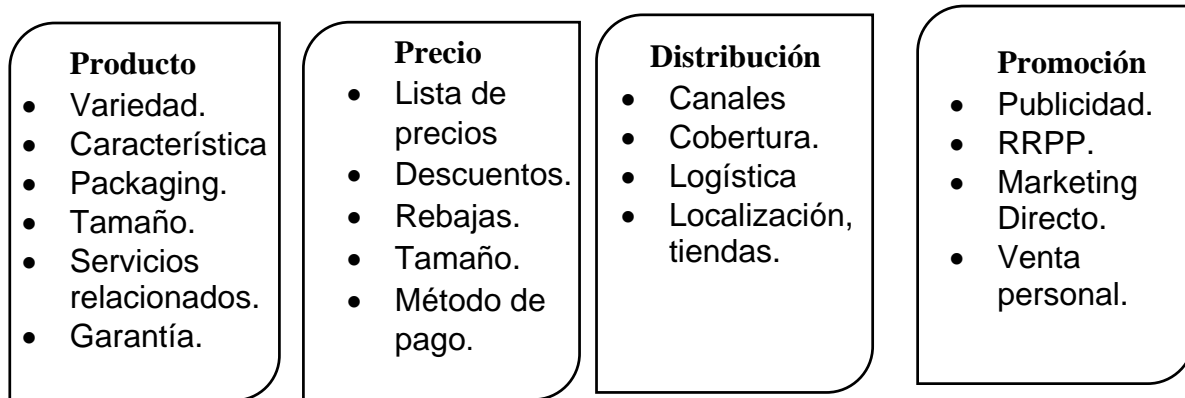 Producto
• Variedad.
• Característica
• Packaging.
• Tamaño.
• Servicios
relacionados.
• Garantía.
Precio
• Lista de
precios
• Descuentos.
• Rebajas.
• Tamaño.
• Método de
pago.
Distribución
• Canales
• Cobertura.
• Logística
• Localización,
tiendas.
Promoción
• Publicidad.
• RRPP.
• Marketing
Directo.
• Venta
personal.